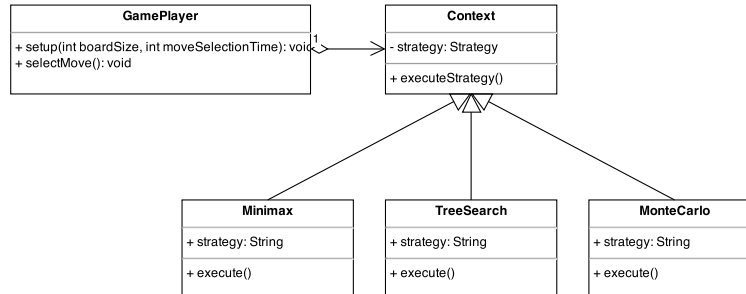 GamePlayer
+ setup(int boardSize, int moveSelectionTime): void
+ selectMove(): void
1
Context
- strategy: Strategy
+ executeStrategy()
Minimax
+ strategy: String
+ execute()
TreeSearch
+ strategy: String
+ execute()
MonteCarlo
+ strategy: String
+ execute()